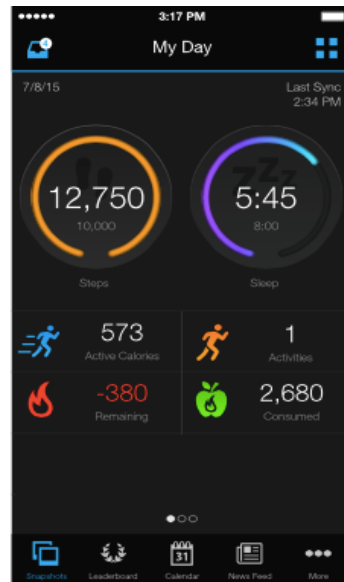 3:17 PM
4
My Day
7/8/15
Last Sync
2:34 PM
12,750
10,000
Steps
zzz
5:45
8:00
Sleep
573
Active Calories
1
Activities
-380
Remaining
2,680
Consumed
31
Snapshots
Leaderboard
Calendar
News Feed
More